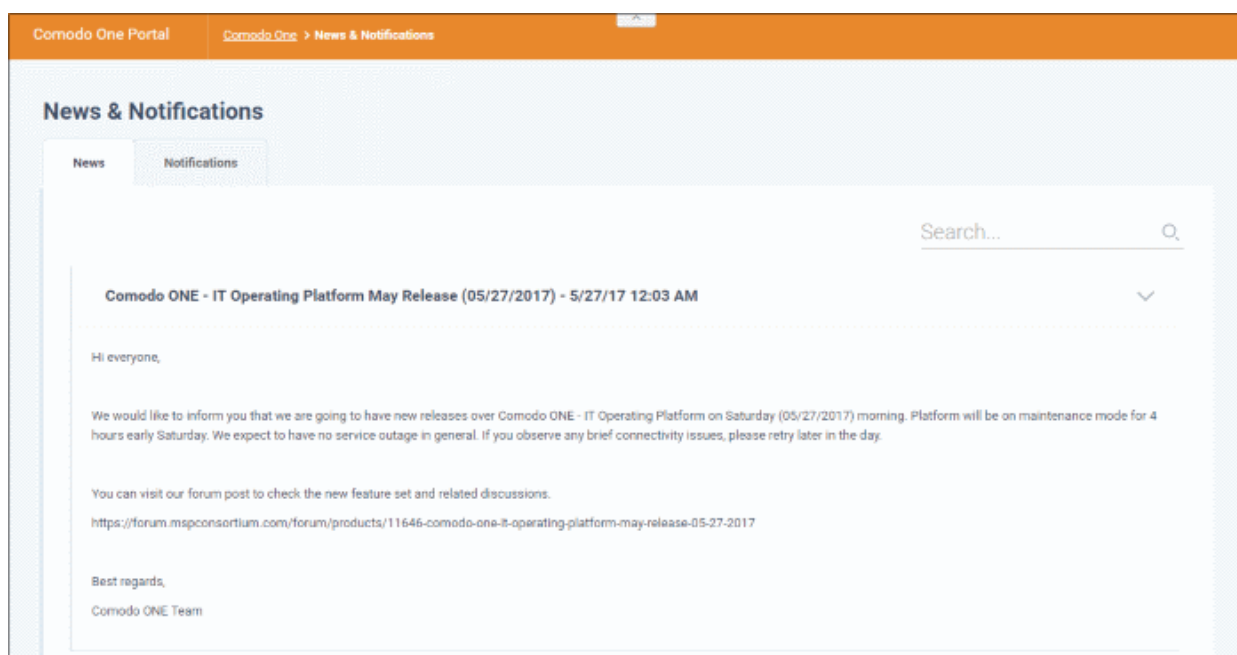 Comodo One Portal
Comodo One > News & Notifications
News & Notifications
News
Notifications
Search...
Comodo ONE - IT Operating Platform May Release (05/27/2017) - 5/27/17 12:03 AM
Hi everyone,
We would like to inform you that we are going to have new releases over Comodo ONE - IT Operating Platform on Saturday (05/27/2017) morning. Platform will be on maintenance mode for 4
hours early Saturday. We expect to have no service outage in general. If you observe any brief connectivity issues, please retry later in the day.
You can visit our forum post to check the new feature set and related discussions.
https://forum.mspconsortium.com/forum/products/11646-comodo-one-it-operating-platform-may-release-05-27-2017
Best regards,
Comodo ONE Team